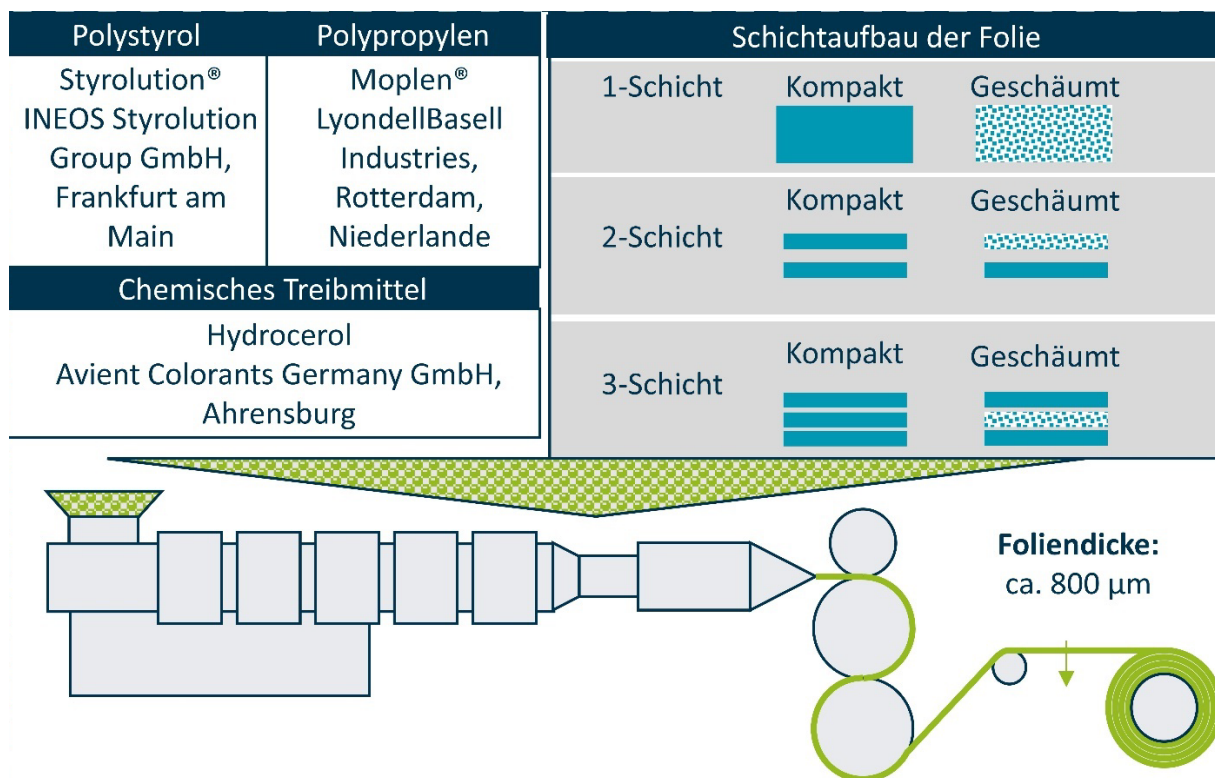 Polystyrol
Polypropylen
Styrolution®
INEOS Styrolution
Group GmbH,
Frankfurt am
Main
Moplen®
LyondellBasell
Industries,
Rotterdam,
Niederlande
Chemisches Treibmittel
Hydrocerol
Avient Colorants Germany GmbH,
Ahrensburg
Schichtaufbau der Folie
1-Schicht
Kompakt
Geschäumt
2-Schicht
Kompakt
Geschäumt
3-Schicht
Kompakt
Geschäumt
Foliendicke:
ca. 800 µm